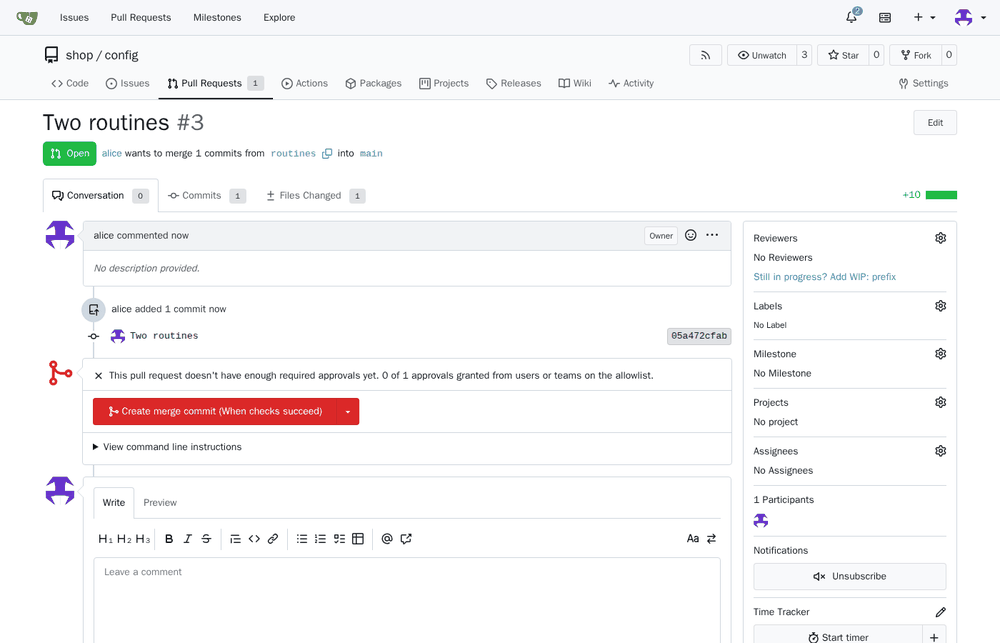 Issues Pull Requests Milestones Explore 2
shop / config
Unwatch 3 Star 0 Fork 0
Code Issues Pull Requests 1 Actions Packages Projects Releases Wiki Activity Settings
Two routines #3
Edit
Open alice wants to merge 1 commits from routines into main
Conversation 0 Commits 1 Files Changed 1 +10
alice commented now Owner
No description provided.
alice added 1 commit now
Two routines 05a472cfab
This pull request doesn't have enough required approvals yet. 0 of 1 approvals granted from users or teams on the allowlist.
Create merge commit (When checks succeed)
View command line instructions
Write Preview
H1 H2 H3 B I S Aa
Leave a comment
Reviewers
No Reviewers
Still in progress? Add WIP: prefix
Labels
No Label
Milestone
No Milestone
Projects
No project
Assignees
No Assignees
1 Participants
Notifications
Unsubscribe
Time Tracker
Start timer